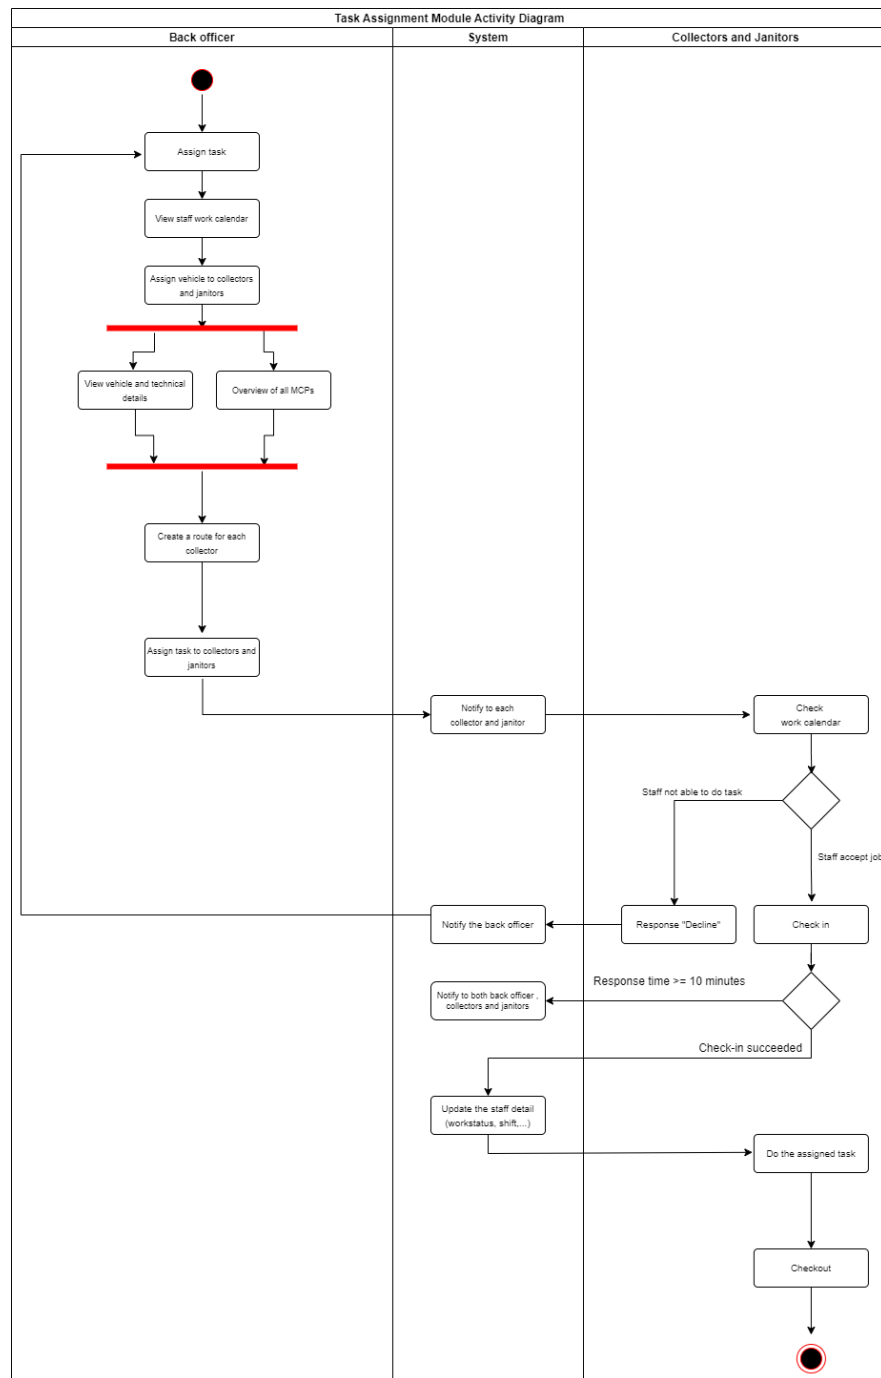 Task Assignment Module Activity Diagram
Back officer
System
Collectors and Janitors
Assign task
View staff work calendar
Assign vehicle to collectors
and janitors
View vehicle and technical
details
Overview of all MCPs
Create a route for each
collector
Assign task to collectors and
janitors
Notify to each
collector and janitor
Check
work calendar
Staff not able to do task
Staff accept job
Notify the back officer
Response "Decline"
Check in
Response time >= 10 minutes
Notify to both back officer ,
collectors and janitors
Check-in succeeded
Update the staff detail
(workstatus, shift,...)
Do the assigned task
Checkout